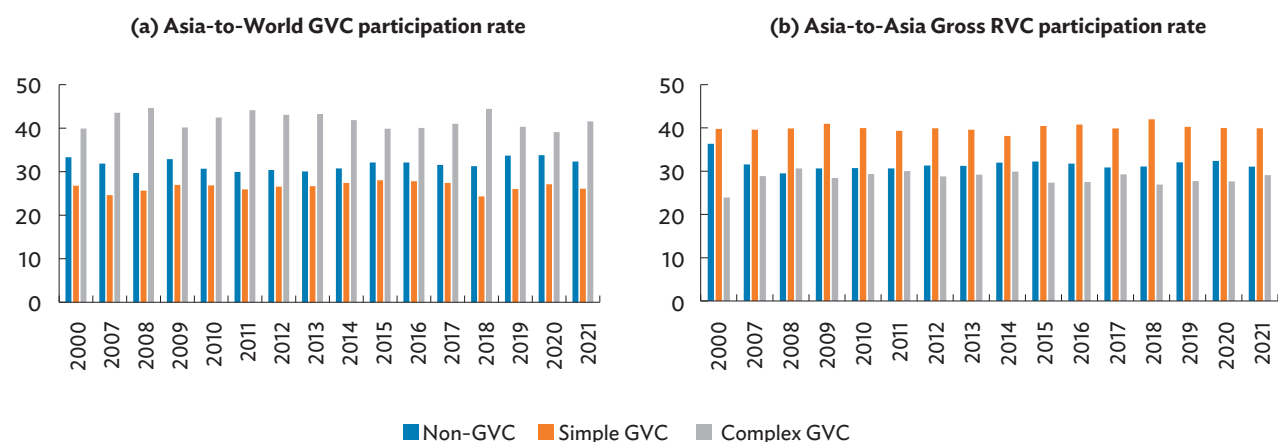 (a) Asia-to-World GVC participation rate
50
40
30
20
10
0
2000 2007 2008 2009 2010 2011 2012 2013 2014 2015 2016 2017 2018 2019 2020 2021
(b) Asia-to-Asia Gross RVC participation rate
50
40
30
20
10
0
2000 2007 2008 2009 2010 2011 2012 2013 2014 2015 2016 2017 2018 2019 2020 2021
Non-GVC Simple GVC Complex GVC